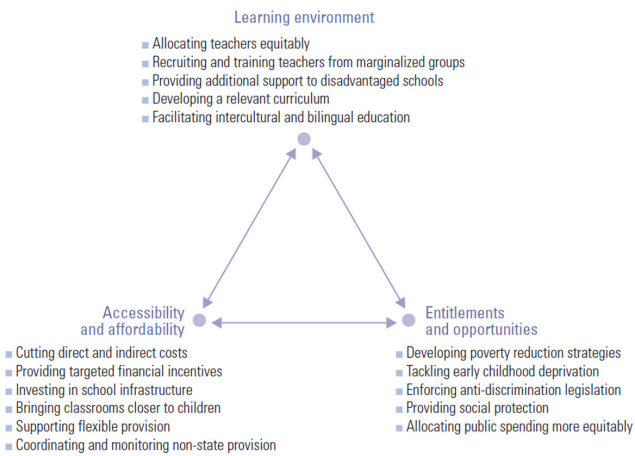 Learning environment
Allocating teachers equitably
Recruiting and training teachers from marginalized groups
Providing additional support to disadvantaged schools
Developing a relevant curriculum
Facilitating intercultural and bilingual education
Accessibility
and affordability
Cutting direct and indirect costs
Providing targeted financial incentives
Investing in school infrastructure
Bringing classrooms closer to children
Supporting flexible provision
Coordinating and monitoring non-state provision
Entitlements
and opportunities
Developing poverty reduction strategies
Tackling early childhood deprivation
Enforcing anti-discrimination legislation
Providing social protection
Allocating public spending more equitably